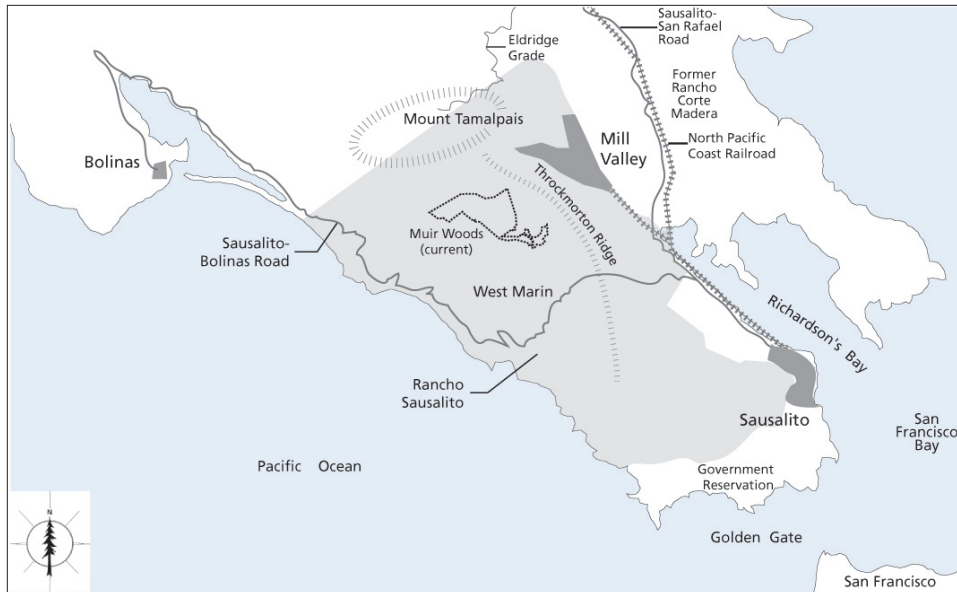 Sausalito-
San Rafael
Road
Eldridge
Grade
Former
Rancho
Corte
Madera
Mount Tamalpais
Mill
Valley
North Pacific
Coast Railroad
Bolinas
Throckmorton Ridge
Muir Woods
(current)
Sausalito-
Bolinas Road
West Marin
Richardson's Bay
Rancho
Sausalito
Sausalito
San
Francisco
Bay
Pacific Ocean
Government
Reservation
N
Golden Gate
San Francisco